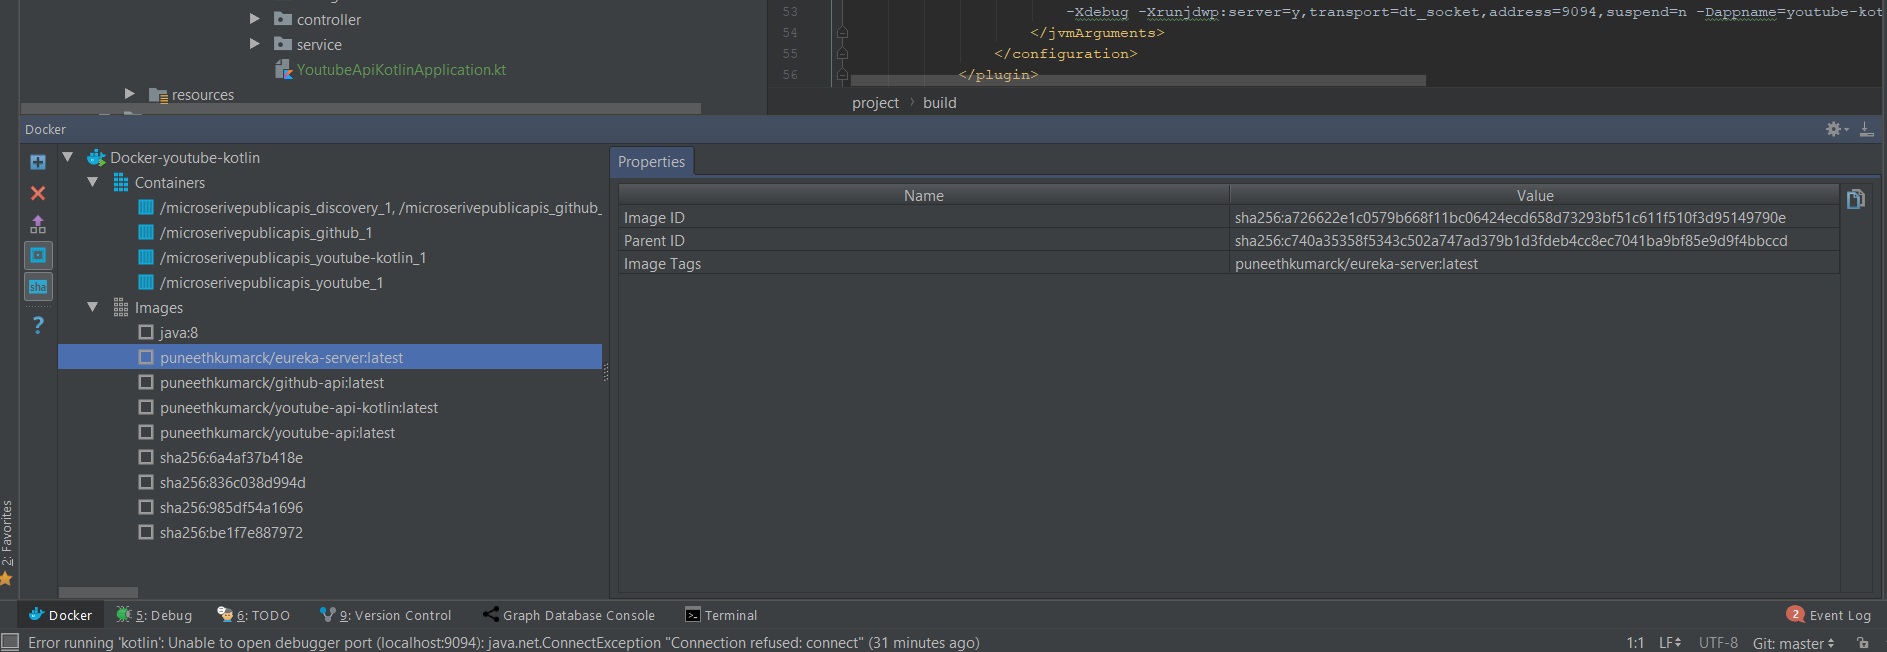 controller
53 -Xdebug -Xrunjdwp:server=y,transport=dt_socket,address=9094,suspend=n -Dappname=youtube-kot
service
54 </jvmArguments>
55 </configuration>
YoutubeApiKotlinApplication.kt
56 </plugin>
resources
project › build
Docker
Docker-youtube-kotlin
Containers
/microserivepublicapis_discovery_1, /microserivepublicapis_github_
/microserivepublicapis_github_1
/microserivepublicapis_youtube-kotlin_1
/microserivepublicapis_youtube_1
Images
java:8
puneethkumarck/eureka-server:latest
puneethkumarck/github-api:latest
puneethkumarck/youtube-api-kotlin:latest
puneethkumarck/youtube-api:latest
sha256:6a4af37b418e
sha256:836c038d994d
sha256:985df54a1696
sha256:be1f7e887972
sha
?
Properties
Name Value
Image ID sha256:a726622e1c0579b668f11bc06424ecd658d73293bf51c611f510f3d95149790e
Parent ID sha256:c740a35358f5343c502a747ad379b1d3fdeb4cc8ec7041ba9bf85e9d9f4bbccd
Image Tags puneethkumarck/eureka-server:latest
2: Favorites
Docker 5: Debug 6: TODO 9: Version Control Graph Database Console Terminal 2 Event Log
Error running 'kotlin': Unable to open debugger port (localhost:9094): java.net.ConnectException "Connection refused: connect" (31 minutes ago) 1:1 LF UTF-8 Git: master